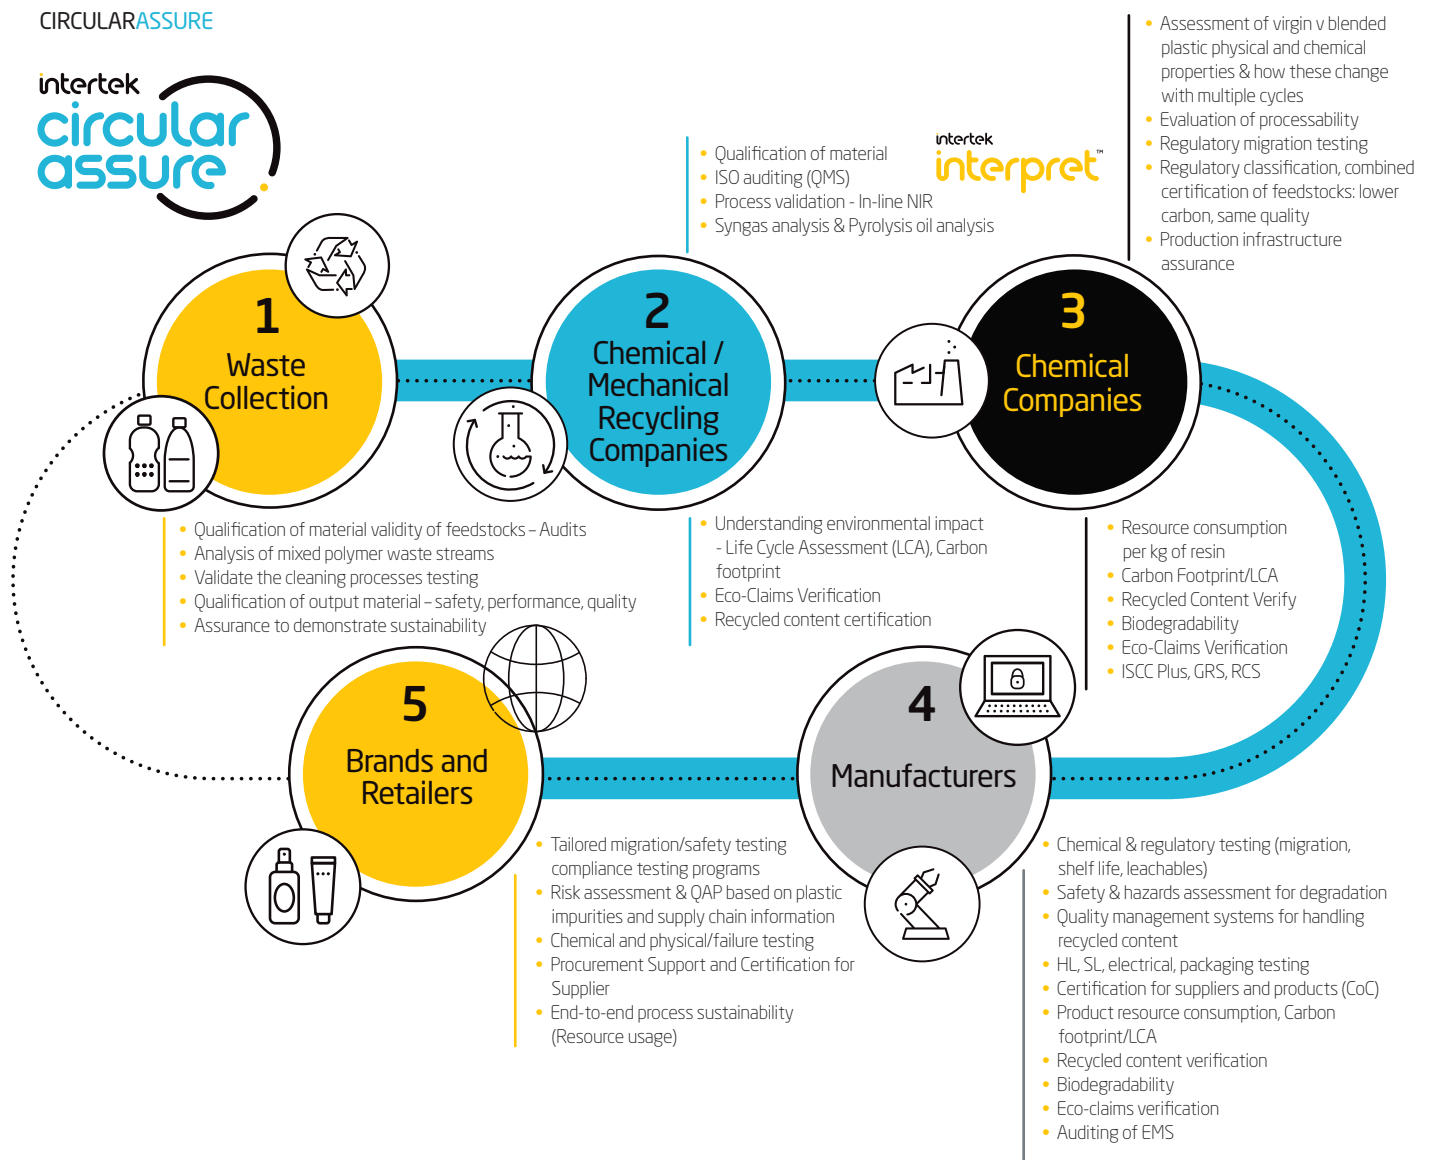 CIRCULARASSURE
intertek
circular
assure
intertek
interpret™
• Qualification of material
• ISO auditing (QMS)
• Process validation - In-line NIR
• Syngas analysis & Pyrolysis oil analysis
• Assessment of virgin v blended
plastic physical and chemical
properties & how these change
with multiple cycles
• Evaluation of processability
• Regulatory migration testing
• Regulatory classification, combined
certification of feedstocks: lower
carbon, same quality
• Production infrastructure
assurance
1
Waste
Collection
2
Chemical /
Mechanical
Recycling
Companies
3
Chemical
Companies
• Qualification of material validity of feedstocks – Audits
• Analysis of mixed polymer waste streams
• Validate the cleaning processes testing
• Qualification of output material – safety, performance, quality
• Assurance to demonstrate sustainability
• Understanding environmental impact
- Life Cycle Assessment (LCA), Carbon
footprint
• Eco-Claims Verification
• Recycled content certification
• Resource consumption
per kg of resin
• Carbon Footprint/LCA
• Recycled Content Verify
• Biodegradability
• Eco-Claims Verification
• ISCC Plus, GRS, RCS
5
Brands and
Retailers
4
Manufacturers
• Tailored migration/safety testing
compliance testing programs
• Risk assessment & QAP based on plastic
impurities and supply chain information
• Chemical and physical/failure testing
• Procurement Support and Certification for
Supplier
• End-to-end process sustainability
(Resource usage)
• Chemical & regulatory testing (migration,
shelf life, leachables)
• Safety & hazards assessment for degradation
• Quality management systems for handling
recycled content
• HL, SL, electrical, packaging testing
• Certification for suppliers and products (CoC)
• Product resource consumption, Carbon
footprint/LCA
• Recycled content verification
• Biodegradability
• Eco-claims verification
• Auditing of EMS